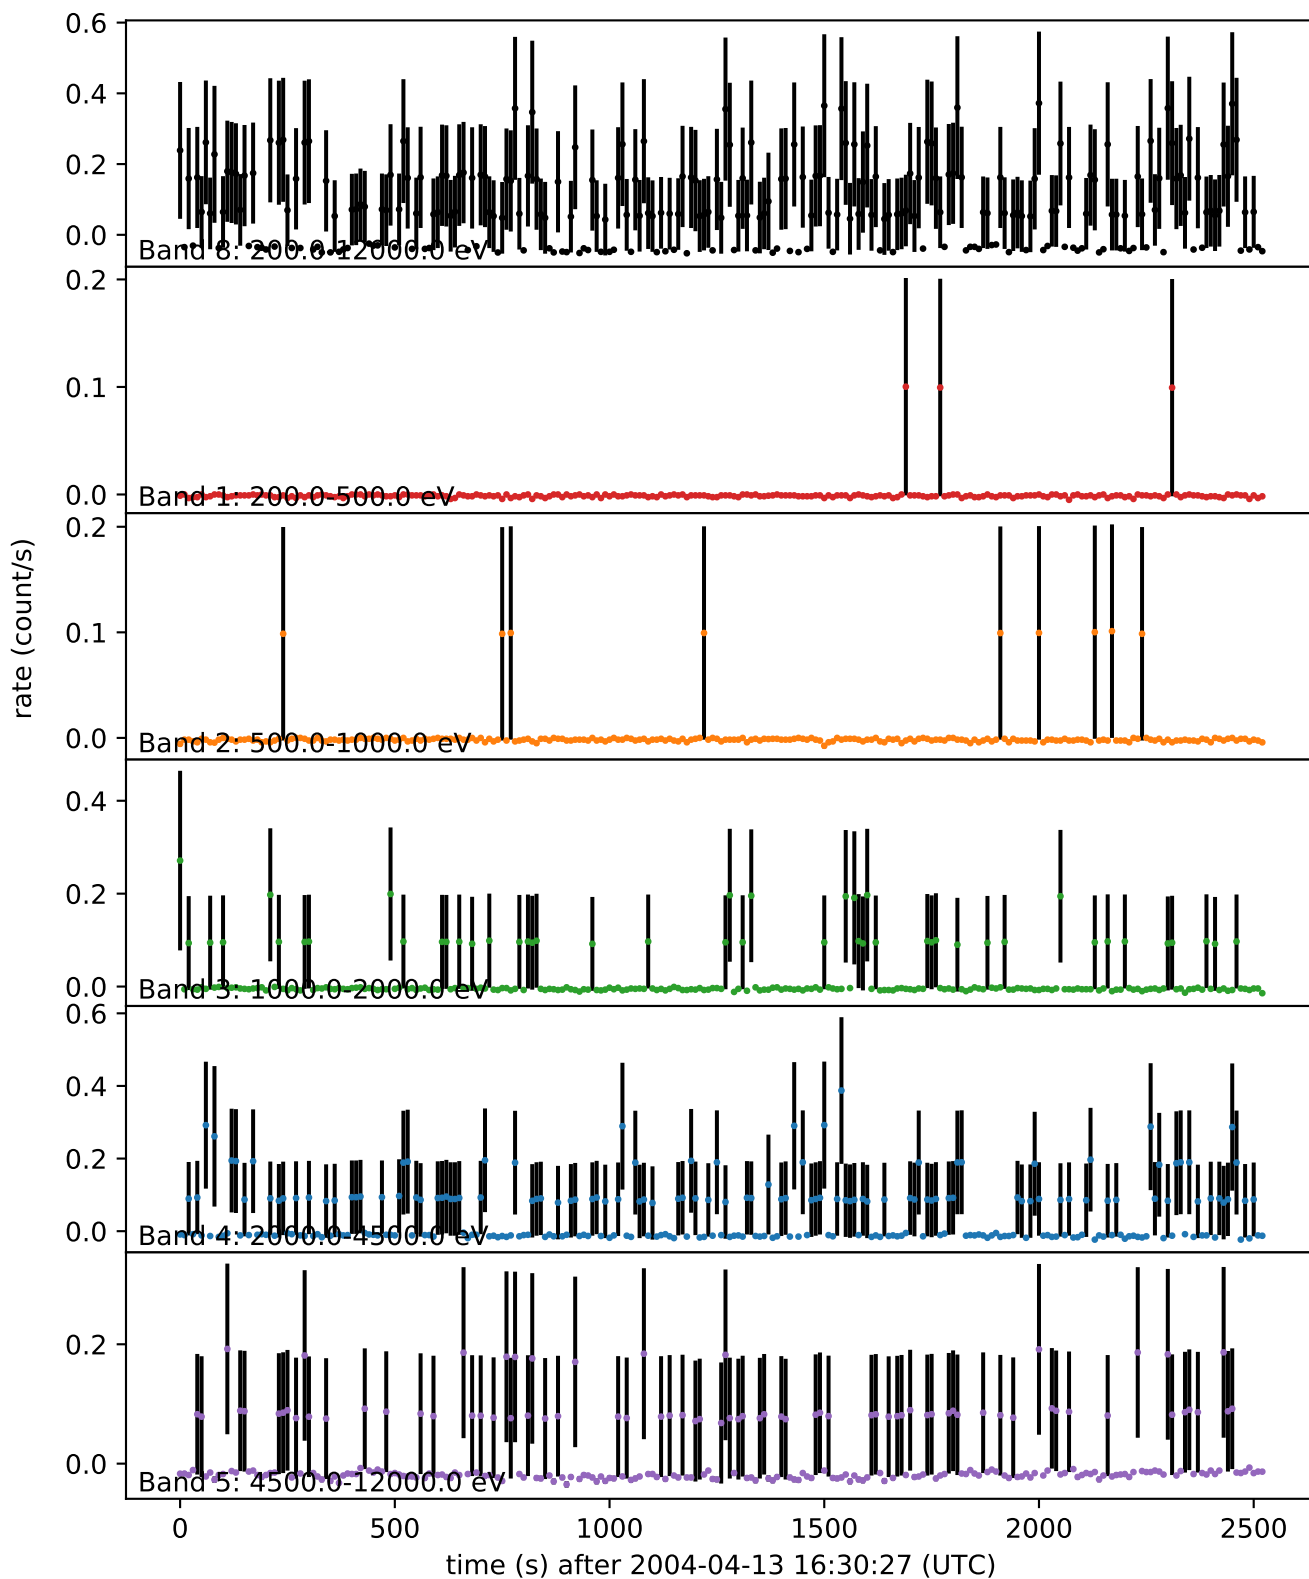 0.6
0.4
0.2
0.0
Band 8: 200.0-12000.0 eV
0.2
0.1
0.0
Band 1: 200.0-500.0 eV
rate (count/s)
0.2
0.1
0.0
Band 2: 500.0-1000.0 eV
0.4
0.2
0.0
Band 3: 1000.0-2000.0 eV
0.6
0.4
0.2
0.0
Band 4: 2000.0-4500.0 eV
0.2
0.0
Band 5: 4500.0-12000.0 eV
0 500 1000 1500 2000 2500
time (s) after 2004-04-13 16:30:27 (UTC)